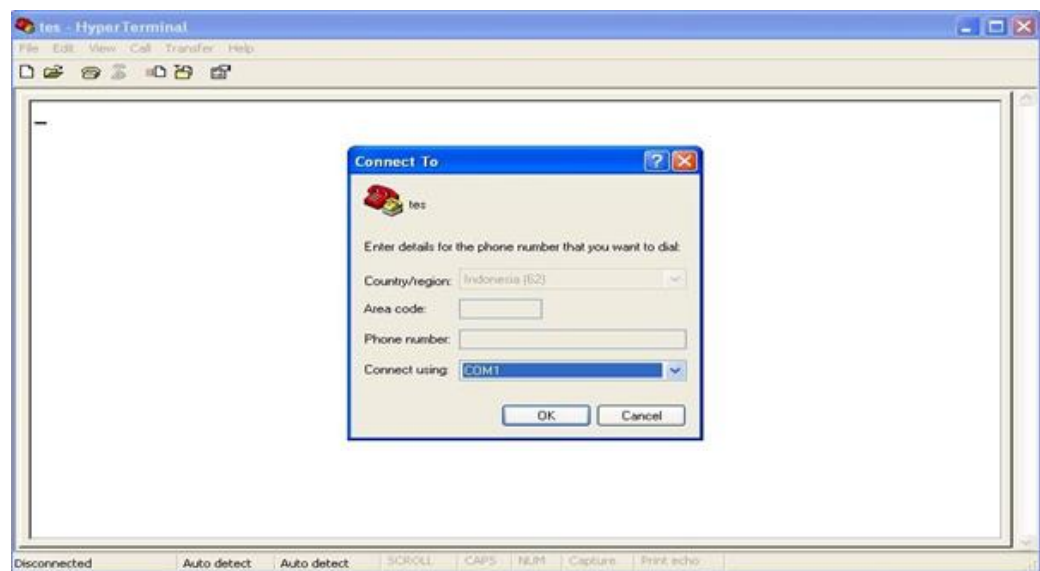 tes - HyperTerminal
File Edit View Call Transfer Help
Connect To
tes
Enter details for the phone number that you want to dial:
Country/region: Indonesia (62)
Area code:
Phone number:
Connect using: COM1
OK Cancel
Disconnected Auto detect Auto detect SCROLL CAPS NUM Capture Print echo